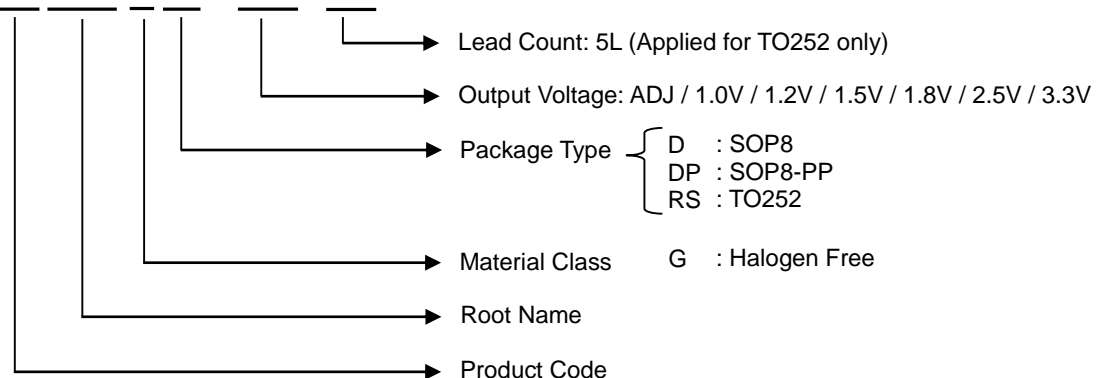 Lead Count: 5L (Applied for TO252 only)
Output Voltage: ADJ / 1.0V / 1.2V / 1.5V / 1.8V / 2.5V / 3.3V
Package Type
D : SOP8
DP : SOP8-PP
RS : TO252
Material Class G : Halogen Free
Root Name
Product Code